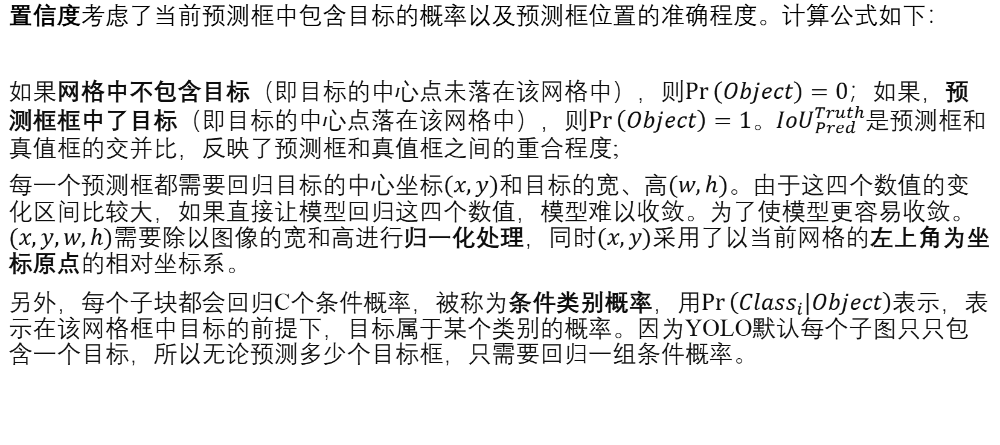 置信度考虑了当前预测框中包含目标的概率以及预测框位置的准确程度。计算公式如下：
如果网格中不包含目标（即目标的中心点未落在该网格中），则Pr (Object) = 0；如果，预
测框框中了目标（即目标的中心点落在该网格中），则Pr (Object) = 1。IoU_{Pred}^{Truth}是预测框和
真值框的交并比，反映了预测框和真值框之间的重合程度;
每一个预测框都需要回归目标的中心坐标(x, y)和目标的宽、高(w, h)。由于这四个数值的变
化区间比较大，如果直接让模型回归这四个数值，模型难以收敛。为了使模型更容易收敛。
(x, y, w, h)需要除以图像的宽和高进行归一化处理，同时(x, y)采用了以当前网格的左上角为坐
标原点的相对坐标系。
另外，每个子块都会回归C个条件概率，被称为条件类别概率，用Pr (Class_i|Object)表示，表
示在该网格框中目标的前提下，目标属于某个类别的概率。因为YOLO默认每个子图只只包
含一个目标，所以无论预测多少个目标框，只需要回归一组条件概率。